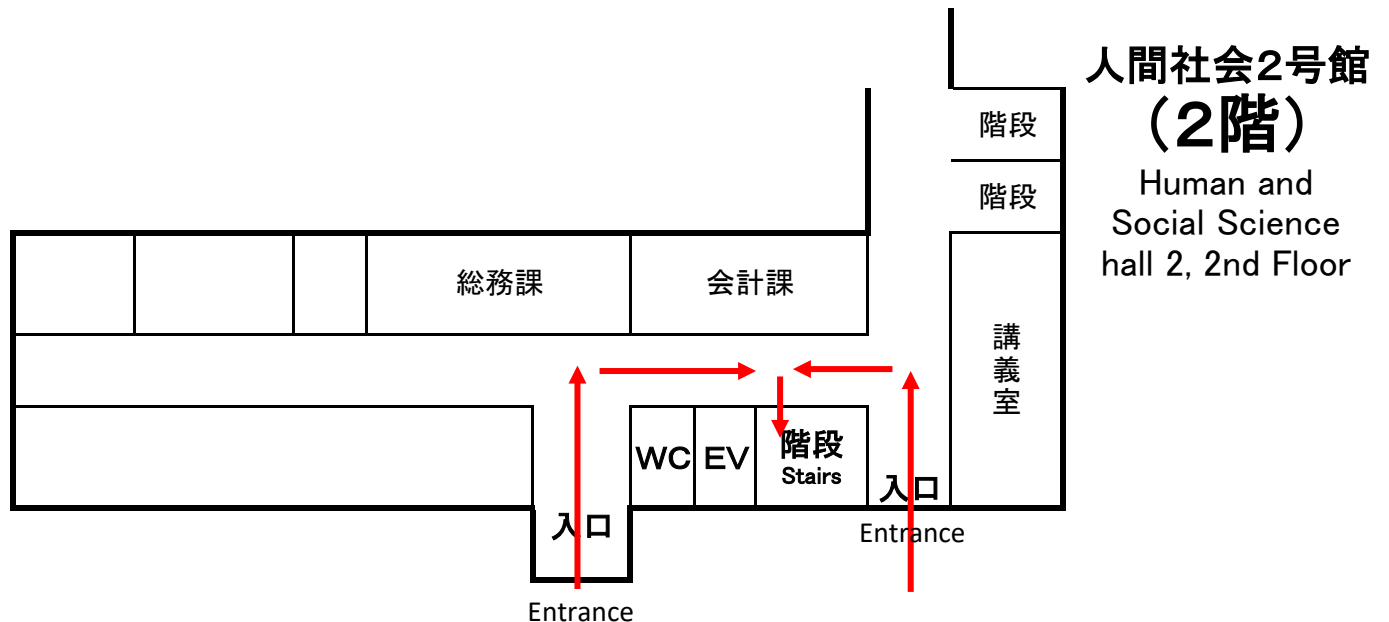 人間社会2号館
（2階）
Human and
Social Science
hall 2, 2nd Floor
階段
階段
総務課
会計課
講義室
WC
EV
階段
Stairs
入口
Entrance
入口
Entrance